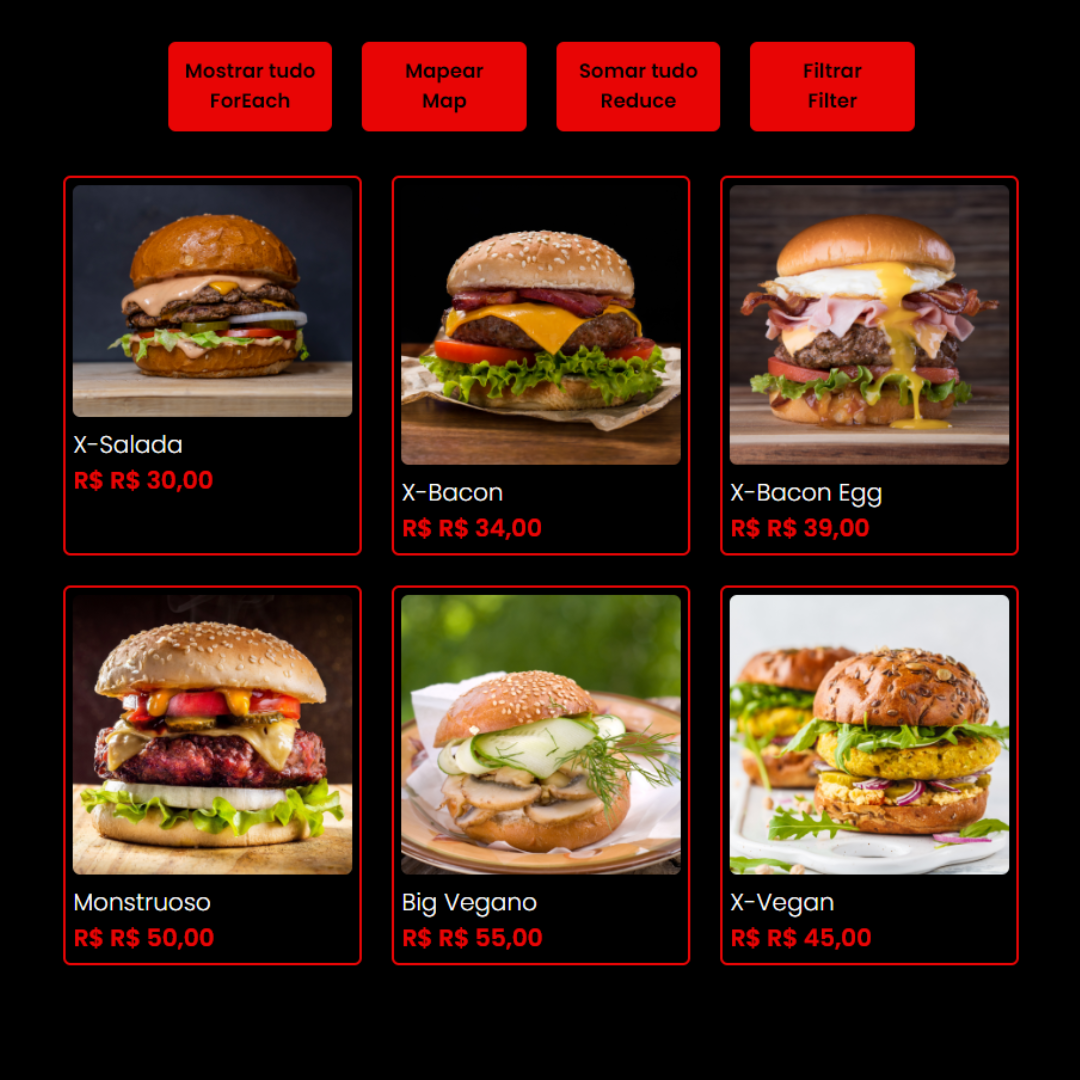 Mostrar tudo
ForEach
Mapear
Map
Somar tudo
Reduce
Filtrar
Filter
X-Salada
R$ R$ 30,00
X-Bacon
R$ R$ 34,00
X-Bacon Egg
R$ R$ 39,00
Monstruoso
R$ R$ 50,00
Big Vegano
R$ R$ 55,00
X-Vegan
R$ R$ 45,00